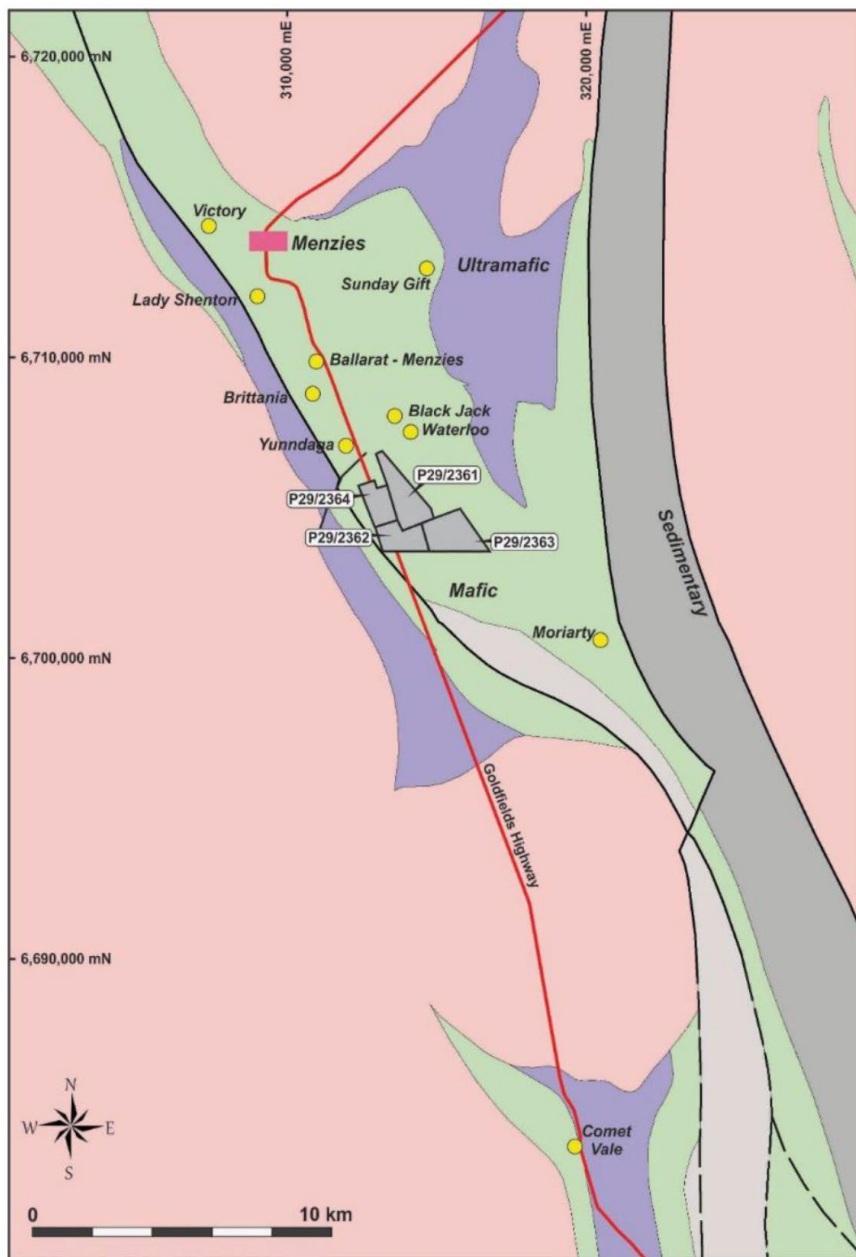 310,000 mE
320,000 mE
6,720,000 mN
Victory
Menzies
Ultramafic
Sunday Gift
Lady Shenton
6,710,000 mN
Ballarat - Menzies
Brittania
Black Jack
Waterloo
Yunndaga
P29/2361
P29/2364
Sedimentary
P29/2362
P29/2363
Mafic
Moriarty
6,700,000 mN
Goldfields Highway
6,690,000 mN
N
W
E
S
Comet
Vale
0
10 km